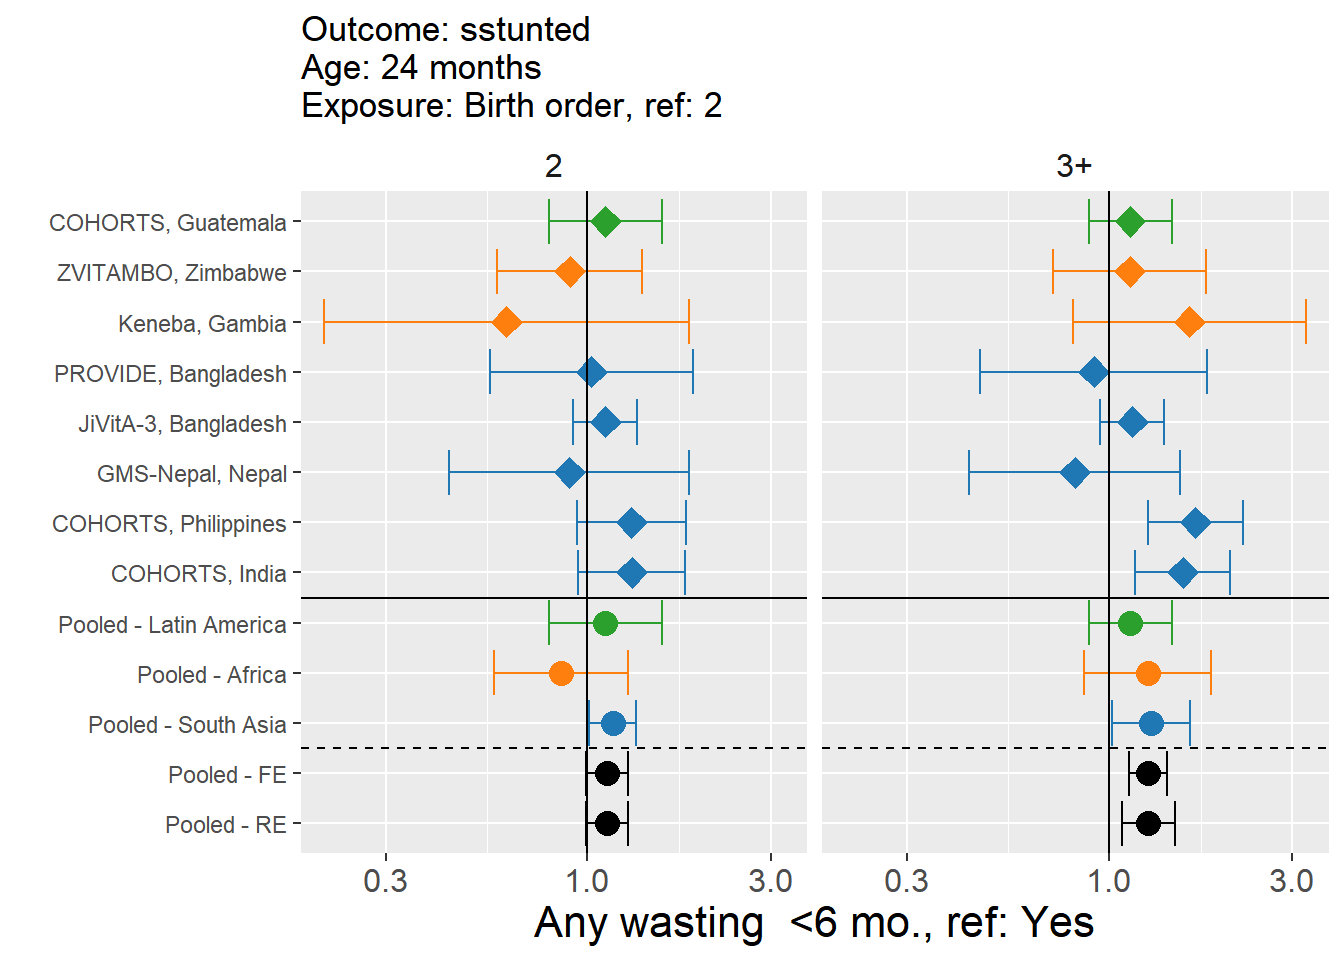 Outcome: sstunted
Age: 24 months
Exposure: Birth order, ref: 2
2 3+
COHORTS, Guatemala
ZVITAMBO, Zimbabwe
Keneba, Gambia
PROVIDE, Bangladesh
JiVitA-3, Bangladesh
GMS-Nepal, Nepal
COHORTS, Philippines
COHORTS, India
Pooled - Latin America
Pooled - Africa
Pooled - South Asia
Pooled - FE
Pooled - RE
0.3 1.0 3.0 0.3 1.0 3.0
Any wasting  <6 mo., ref: Yes